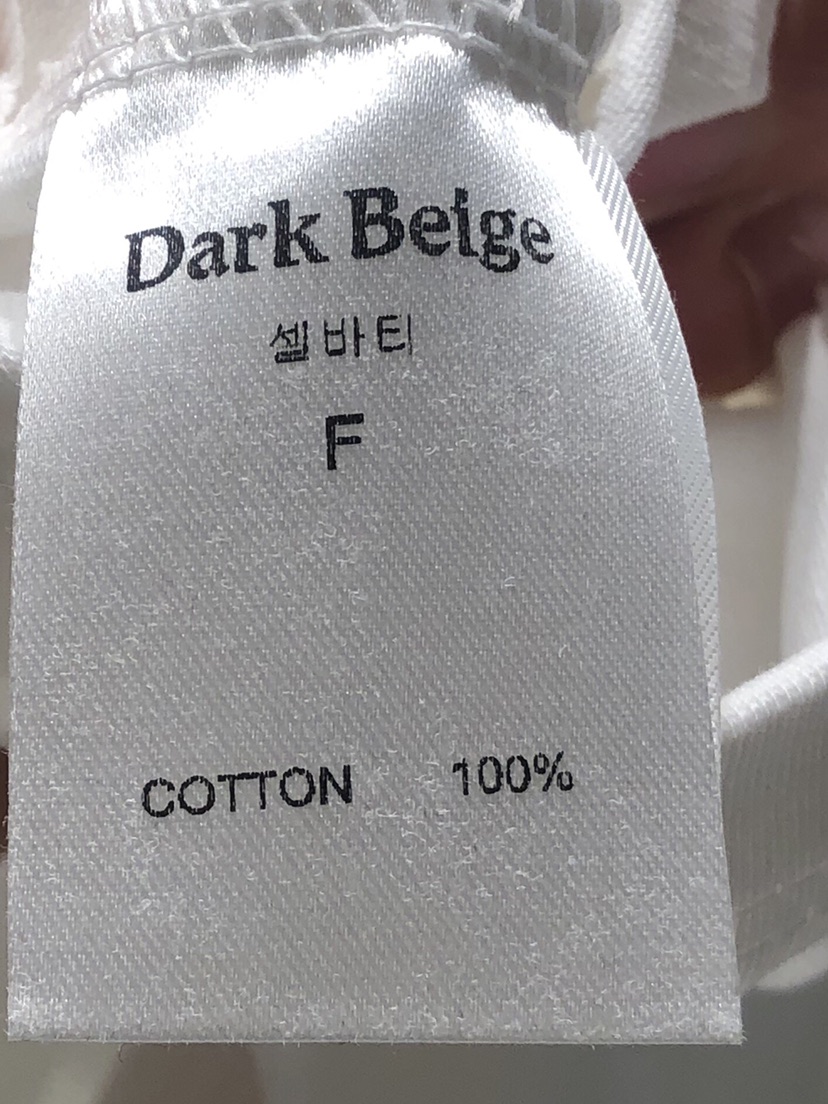 Dark Beige
셀바티
F
COTTON 100%